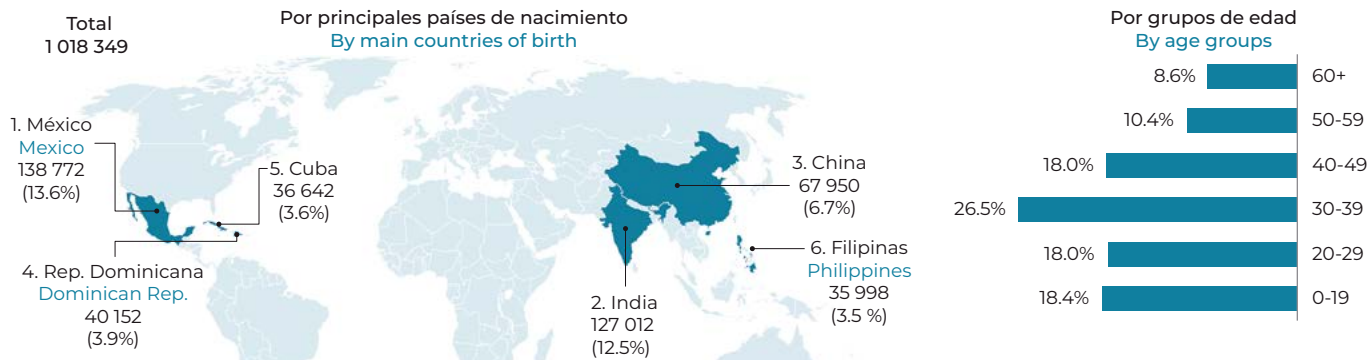 Total
1 018 349
Por principales países de nacimiento
By main countries of birth
1. México
Mexico
138 772
(13.6%)
5. Cuba
36 642
(3.6%)
4. Rep. Dominicana
Dominican Rep.
40 152
(3.9%)
3. China
67 950
(6.7%)
2. India
127 012
(12.5%)
6. Filipinas
Philippines
35 998
(3.5 %)
Por grupos de edad
By age groups
8.6% 60+
10.4% 50-59
18.0% 40-49
26.5% 30-39
18.0% 20-29
18.4% 0-19